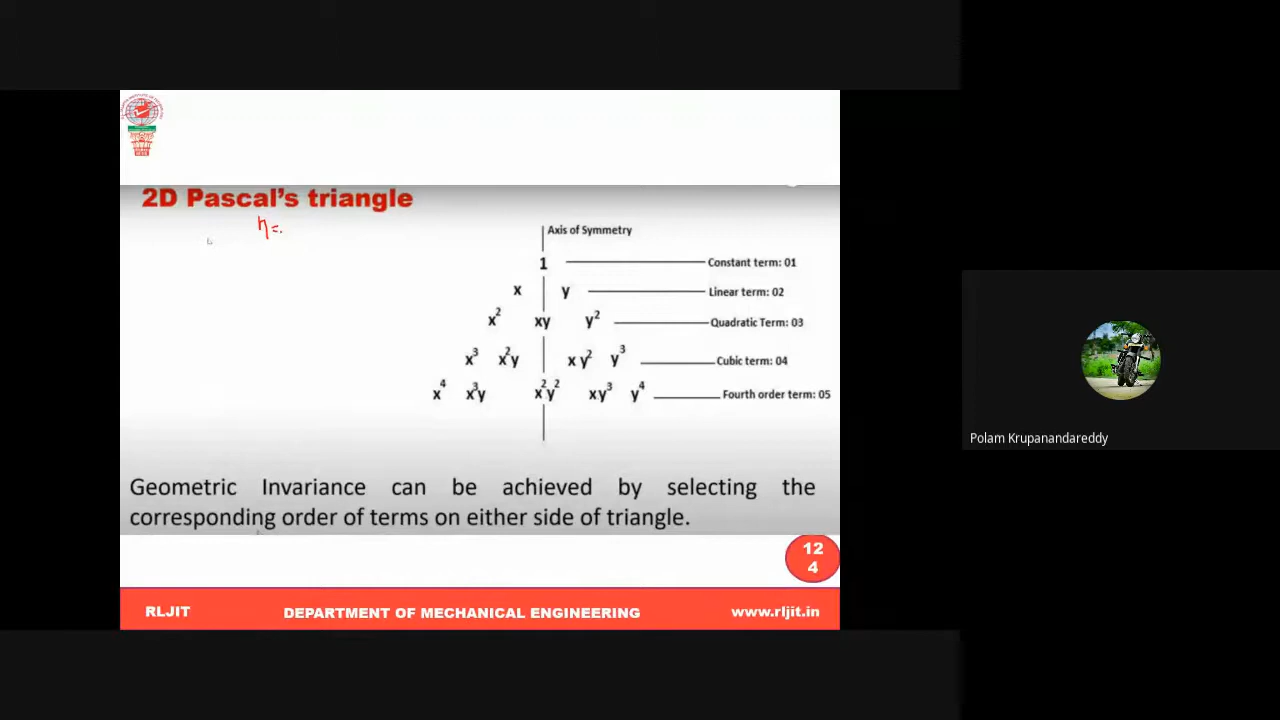 2D Pascal's triangle
η=
Axis of Symmetry
1 Constant term: 01
x y Linear term: 02
x² xy y² Quadratic Term: 03
x³ x²y xy² y³ Cubic term: 04
x⁴ x³y x²y² xy³ y⁴ Fourth order term: 05
Geometric Invariance can be achieved by selecting the
corresponding order of terms on either side of triangle.
12
4
RLJIT DEPARTMENT OF MECHANICAL ENGINEERING www.rljit.in
Polam Krupanandareddy